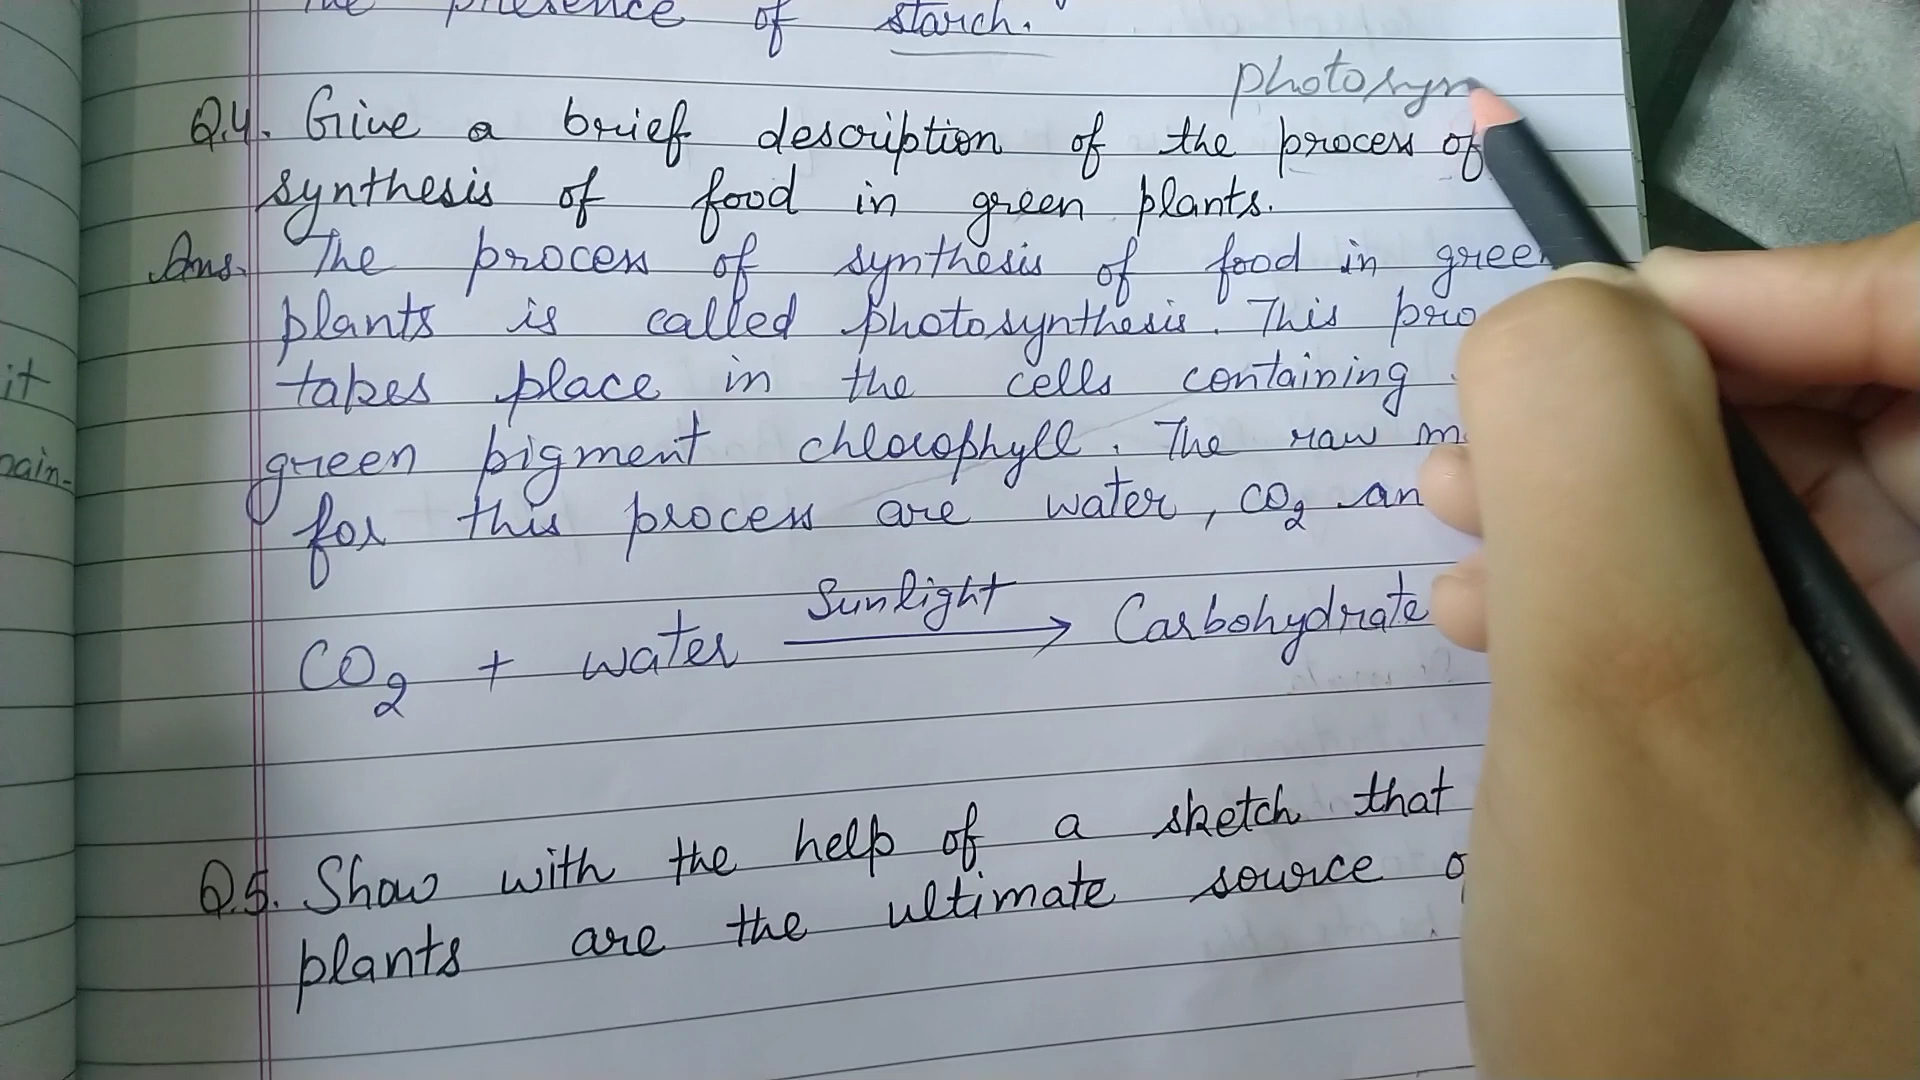 the presence of starch.
photosyn
Q.4. Give a brief description of the process of
synthesis of food in green plants.
Ans. The process of synthesis of food in gree
plants is called photosynthesis. This pro
takes place in the cells containing
green pigment chlorophyll. The raw m
for this process are water, CO2 an
Sunlight
CO2 + water → Carbohydrate
Q.5. Show with the help of a sketch that
plants are the ultimate source o
it
pain-